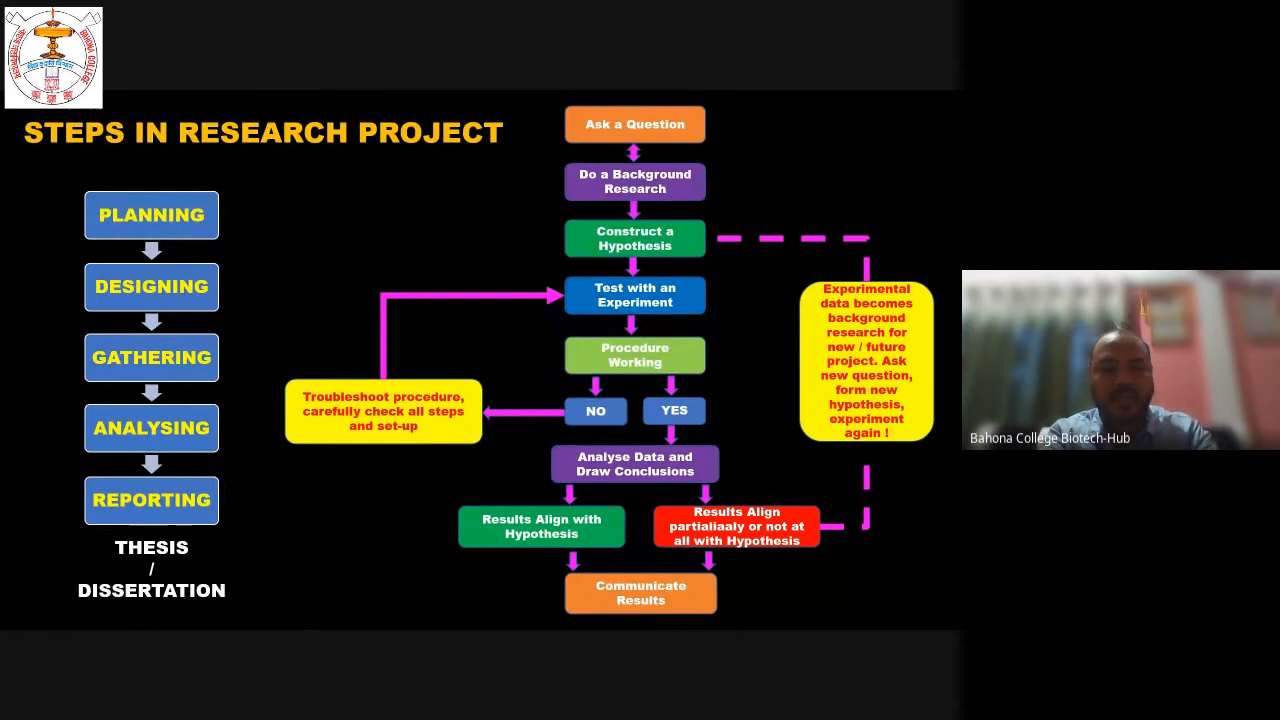 BAHONA COLLEGE
STEPS IN RESEARCH PROJECT
PLANNING
DESIGNING
GATHERING
ANALYSING
REPORTING
THESIS
/
DISSERTATION
Ask a Question
Do a Background
Research
Construct a
Hypothesis
Test with an
Experiment
Procedure
Working
NO
YES
Troubleshoot procedure,
carefully check all steps
and set-up
Analyse Data and
Draw Conclusions
Results Align with
Hypothesis
Results Align
partialiaaly or not at
all with Hypothesis
Communicate
Results
Experimental
data becomes
background
research for
new / future
project. Ask
new question,
form new
hypothesis,
experiment
again !
Bahona College Biotech-Hub